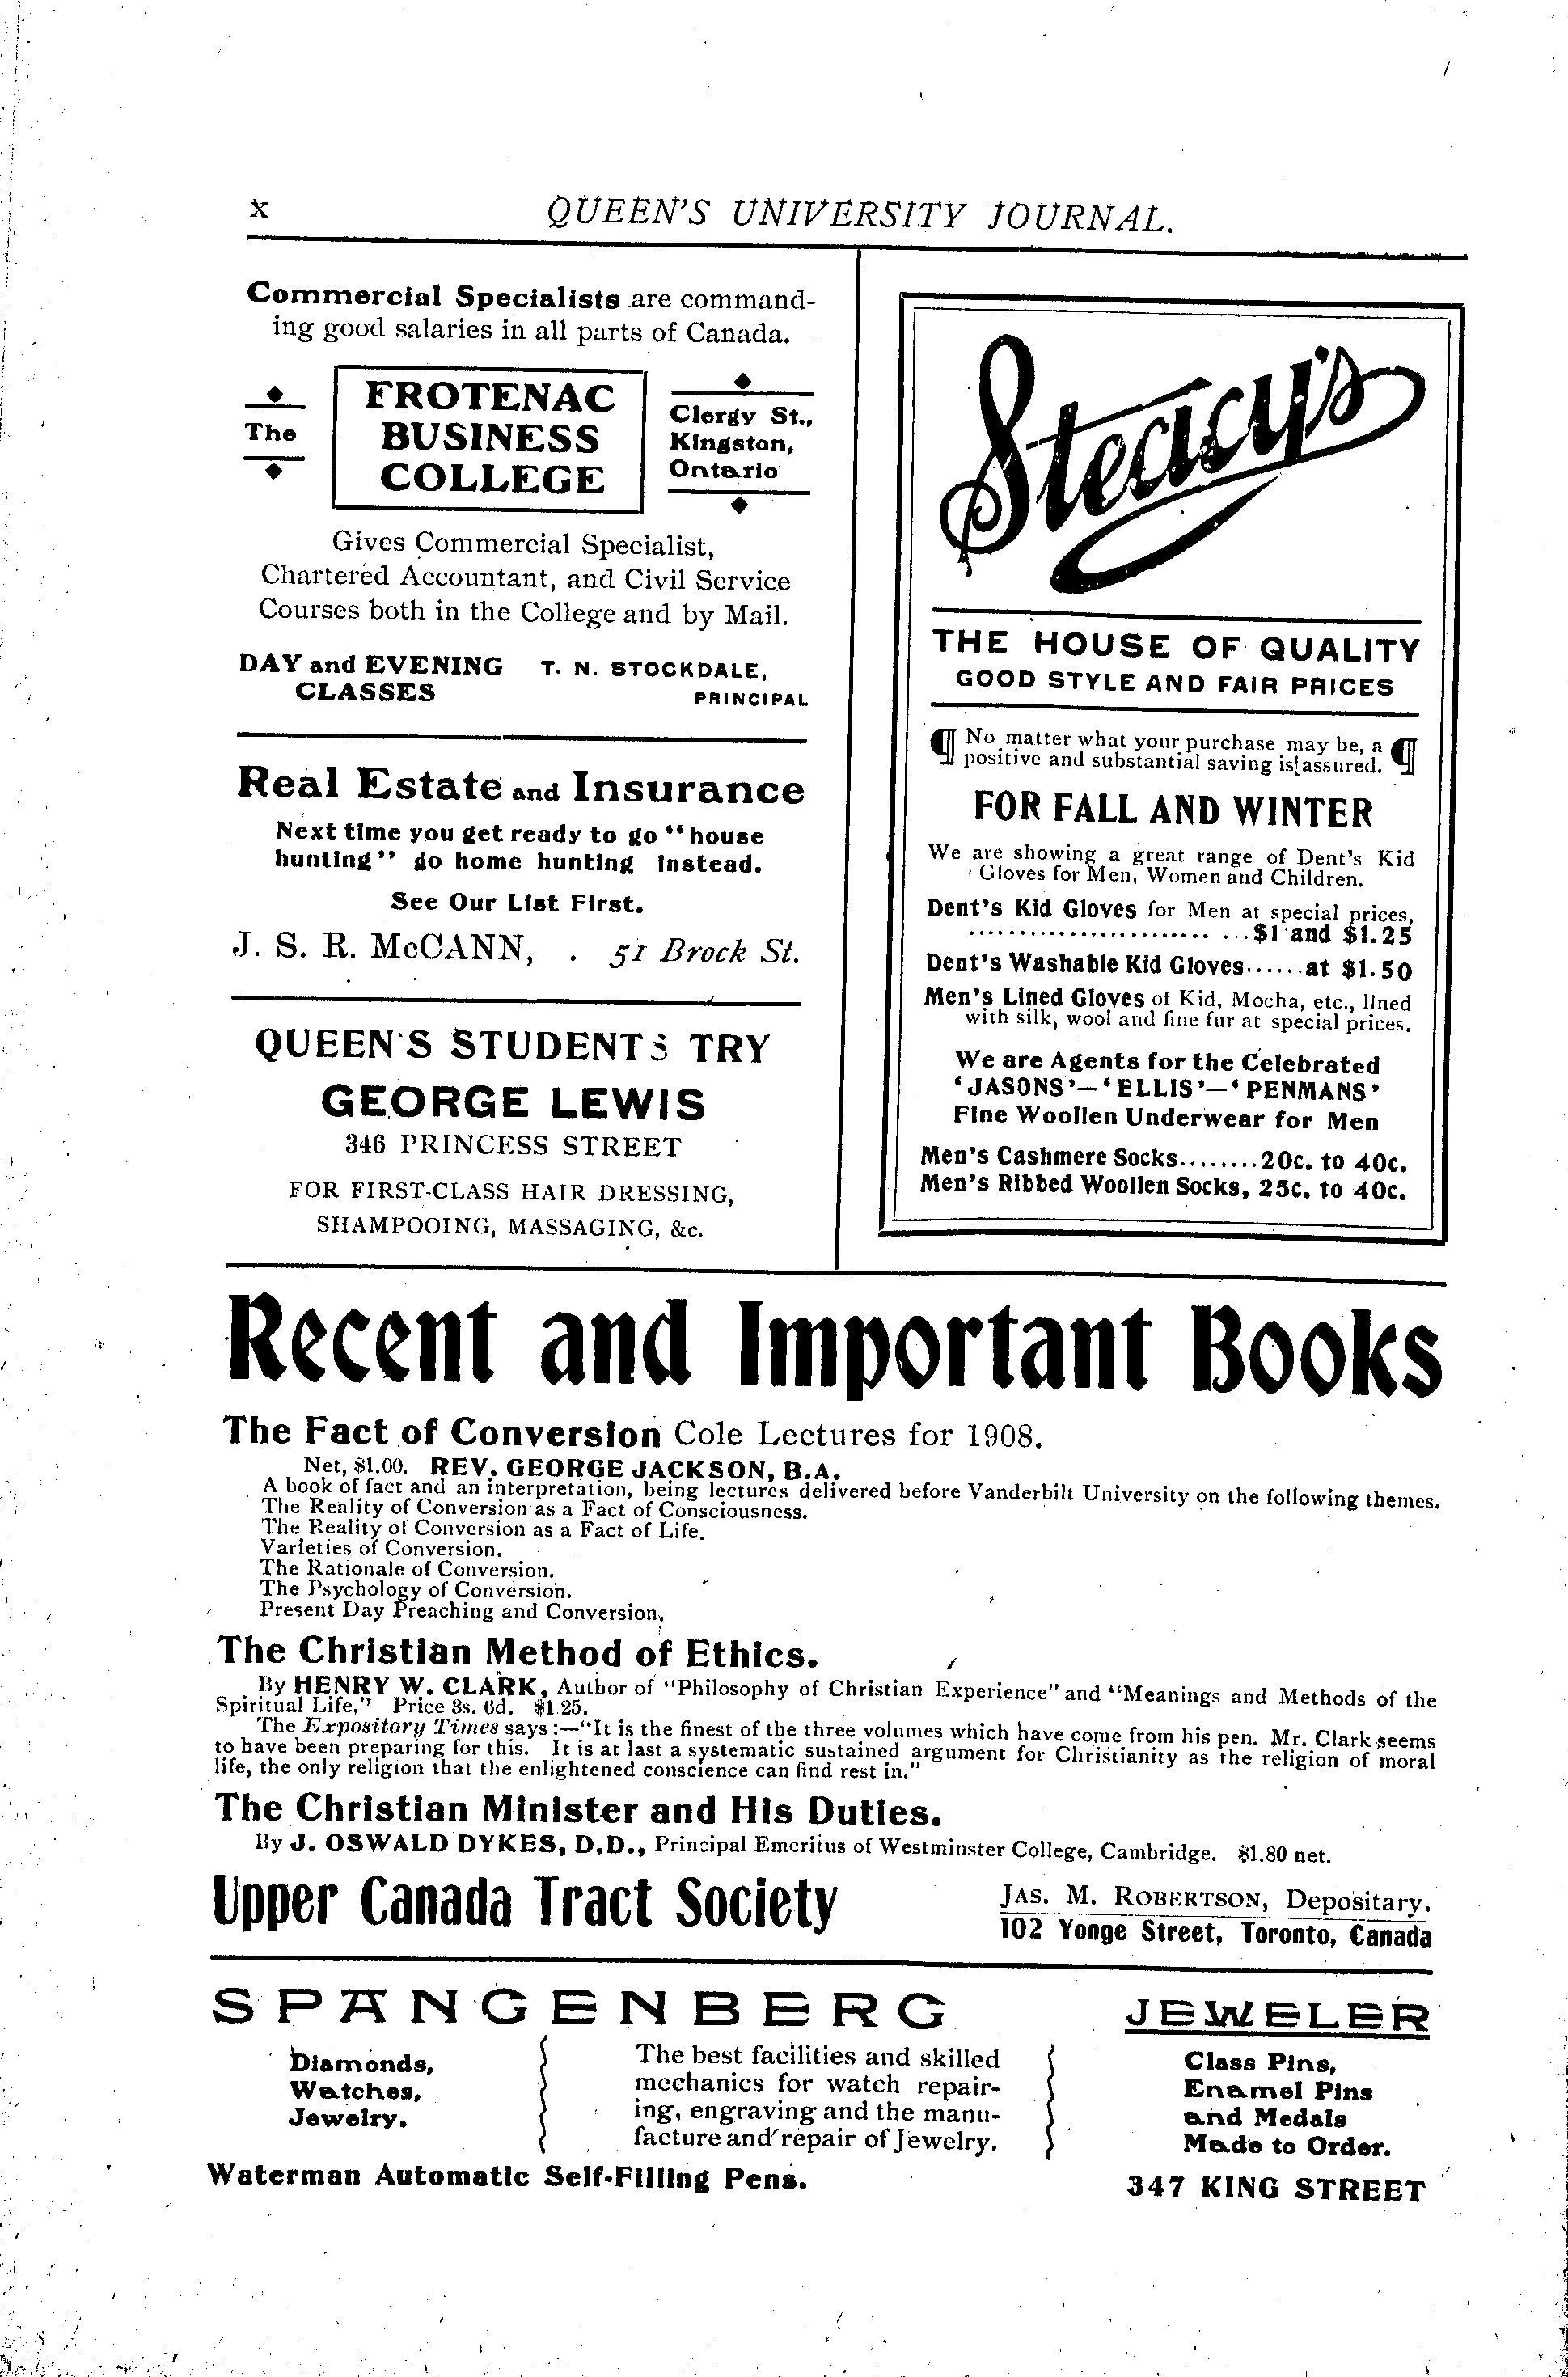 x QUEEN'S UNIVERSITY JOURNAL.
Commercial Specialists are command-
ing good salaries in all parts of Canada.
The
FROTENAC
BUSINESS
COLLEGE
Clergy St.,
Kingston,
Ontario
Gives Commercial Specialist,
Chartered Accountant, and Civil Service
Courses both in the College and by Mail.
DAY and EVENING
CLASSES
T. N. STOCKDALE,
PRINCIPAL
Real Estate and Insurance
Next time you get ready to go "house
hunting" go home hunting instead.
See Our List First.
J. S. R. McCANN, . 51 Brock St.
QUEEN'S STUDENTS TRY
GEORGE LEWIS
346 PRINCESS STREET
FOR FIRST-CLASS HAIR DRESSING,
SHAMPOOING, MASSAGING, &c.
Steacy's
THE HOUSE OF QUALITY
GOOD STYLE AND FAIR PRICES
¶ No matter what your purchase may be, a ¶
positive and substantial saving is assured.
FOR FALL AND WINTER
We are showing a great range of Dent's Kid
Gloves for Men, Women and Children.
Dent's Kid Gloves for Men at special prices,
........................ ...$1 and $1.25
Dent's Washable Kid Gloves......at $1.50
Men's Lined Gloves of Kid, Mocha, etc., lined
with silk, wool and fine fur at special prices.
We are Agents for the Celebrated
'JASONS'—'ELLIS'—'PENMANS'
Fine Woollen Underwear for Men
Men's Cashmere Socks........20c. to 40c.
Men's Ribbed Woollen Socks, 25c. to 40c.
Recent and Important Books
The Fact of Conversion Cole Lectures for 1908.
Net, $1.00. REV. GEORGE JACKSON, B.A.
A book of fact and an interpretation, being lectures delivered before Vanderbilt University on the following themes.
The Reality of Conversion as a Fact of Consciousness.
The Reality of Conversion as a Fact of Life.
Varieties of Conversion.
The Rationale of Conversion.
The Psychology of Conversion.
Present Day Preaching and Conversion.
The Christian Method of Ethics.
By HENRY W. CLARK, Author of "Philosophy of Christian Experience" and "Meanings and Methods of the
Spiritual Life," Price 3s. 6d. $1.25.
The Expository Times says :—"It is the finest of the three volumes which have come from his pen. Mr. Clark seems
to have been preparing for this. It is at last a systematic sustained argument for Christianity as the religion of moral
life, the only religion that the enlightened conscience can find rest in."
The Christian Minister and His Duties.
By J. OSWALD DYKES, D.D., Principal Emeritus of Westminster College, Cambridge. $1.80 net.
Upper Canada Tract Society
JAS. M. ROBERTSON, Depositary.
102 Yonge Street, Toronto, Canada
SPANGENBERG JEWELER
Diamonds,
Watches,
Jewelry.
The best facilities and skilled
mechanics for watch repair-
ing, engraving and the manu-
facture and repair of Jewelry.
Class Pins,
Enamel Pins
and Medals
Made to Order.
Waterman Automatic Self-Filling Pens.
347 KING STREET